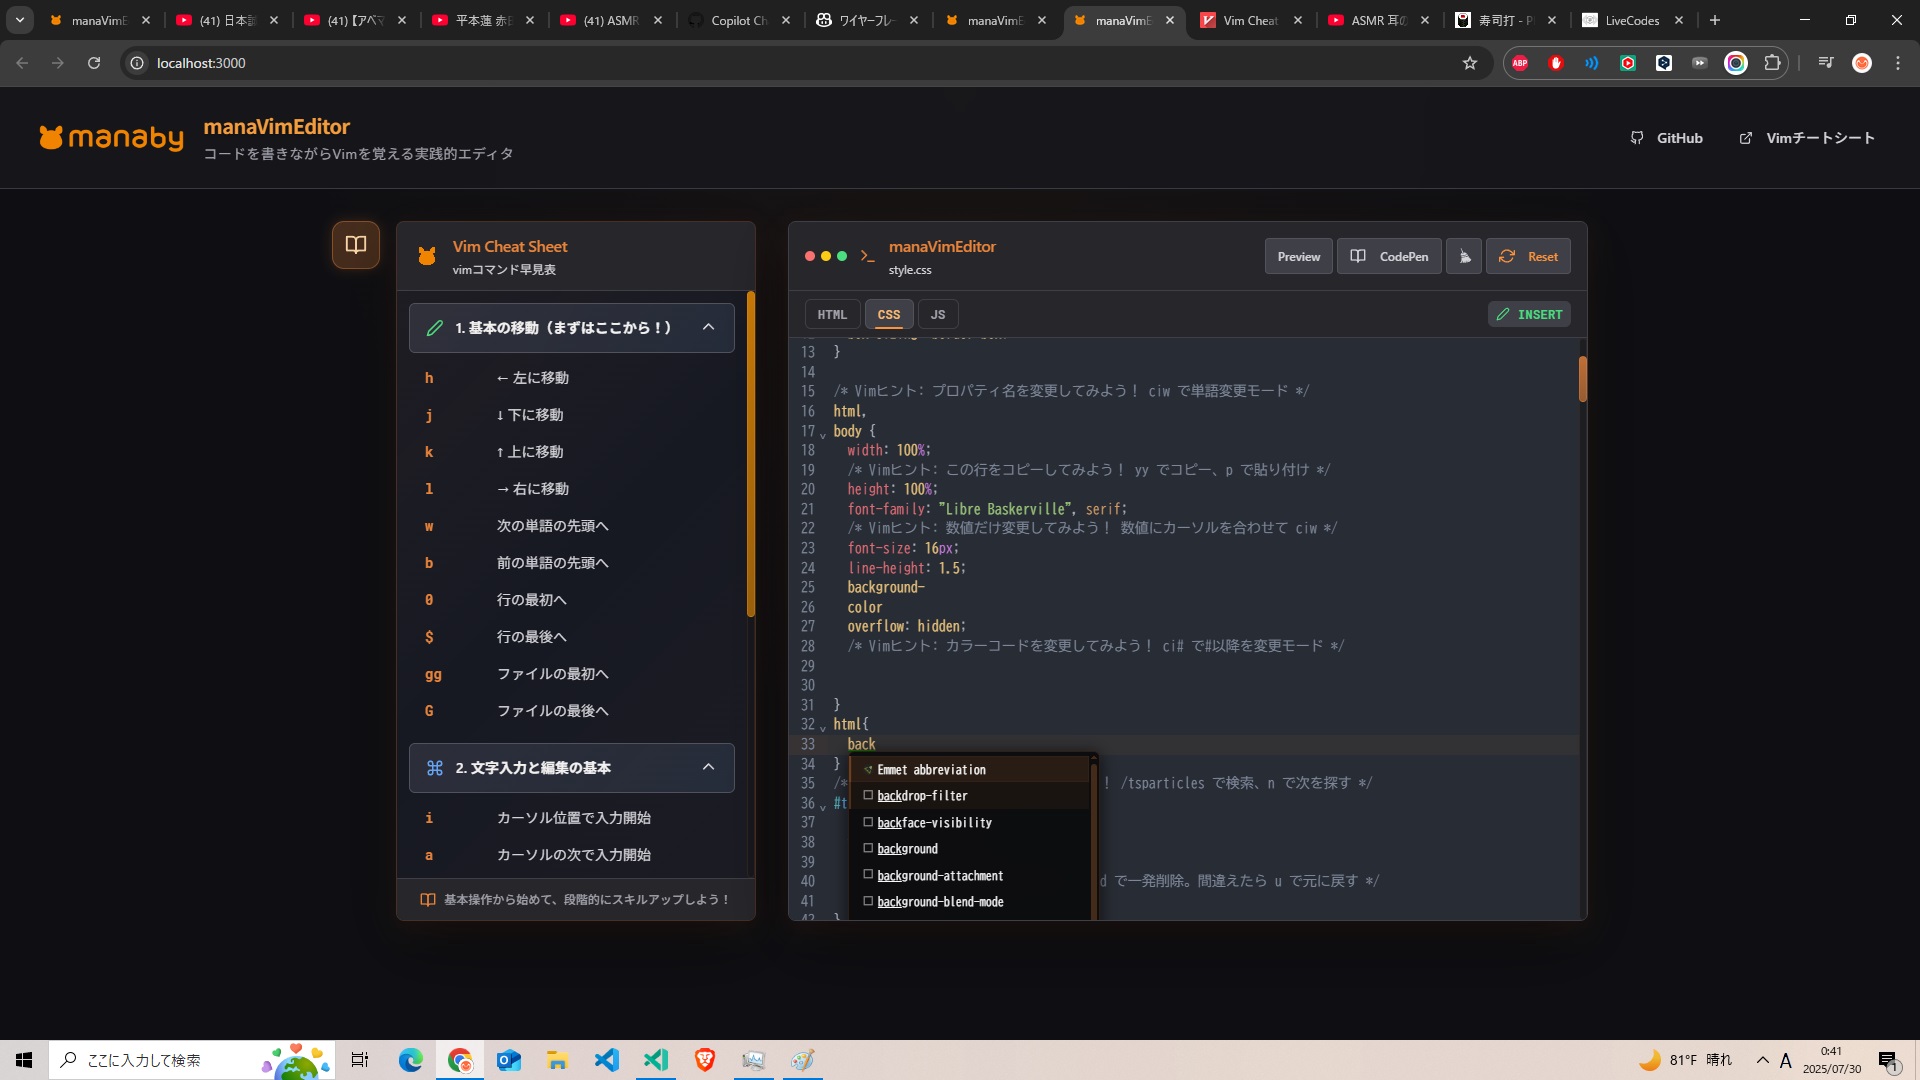 manaVimE
(41) 日本語
(41) 【アベマ
平本蓮 赤
(41) ASMR
Copilot Ch
ワイヤーフレー
manaVimE
manaVimE
Vim Cheat
ASMR 耳の
寿司打 - P
LiveCodes
localhost:3000
ABP
manaby
manaVimEditor
コードを書きながらVimを覚える実践的エディタ
GitHub
Vimチートシート
Vim Cheat Sheet
vimコマンド早見表
1. 基本の移動（まずはここから！）
h ← 左に移動
j ↓ 下に移動
k ↑ 上に移動
l → 右に移動
w 次の単語の先頭へ
b 前の単語の先頭へ
0 行の最初へ
$ 行の最後へ
gg ファイルの最初へ
G ファイルの最後へ
2. 文字入力と編集の基本
i カーソル位置で入力開始
a カーソルの次で入力開始
基本操作から始めて、段階的にスキルアップしよう！
manaVimEditor
style.css
Preview
CodePen
Reset
HTML CSS JS
INSERT
13 }
14
15 /* Vimヒント: プロパティ名を変更してみよう！ ciw で単語変更モード */
16 html,
17 body {
18 width: 100%;
19 /* Vimヒント: この行をコピーしてみよう！ yy でコピー、p で貼り付け */
20 height: 100%;
21 font-family: "Libre Baskerville", serif;
22 /* Vimヒント: 数値だけ変更してみよう！ 数値にカーソルを合わせて ciw */
23 font-size: 16px;
24 line-height: 1.5;
25 background-
26 color
27 overflow: hidden;
28 /* Vimヒント: カラーコードを変更してみよう！ ci# で#以降を変更モード */
29
30
31 }
32 html{
33 back
34 }
35 /* ！ /tsparticles で検索、n で次を探す */
36 #t
37
38
39
40 d で一発削除。間違えたら u で元に戻す */
41
42 }
Emmet abbreviation
backdrop-filter
backface-visibility
background
background-attachment
background-blend-mode
ここに入力して検索
81°F 晴れ
A
0:41
2025/07/30
1